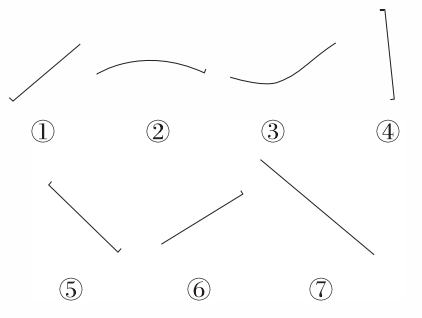 ① ② ③ ④
⑤ ⑥ ⑦